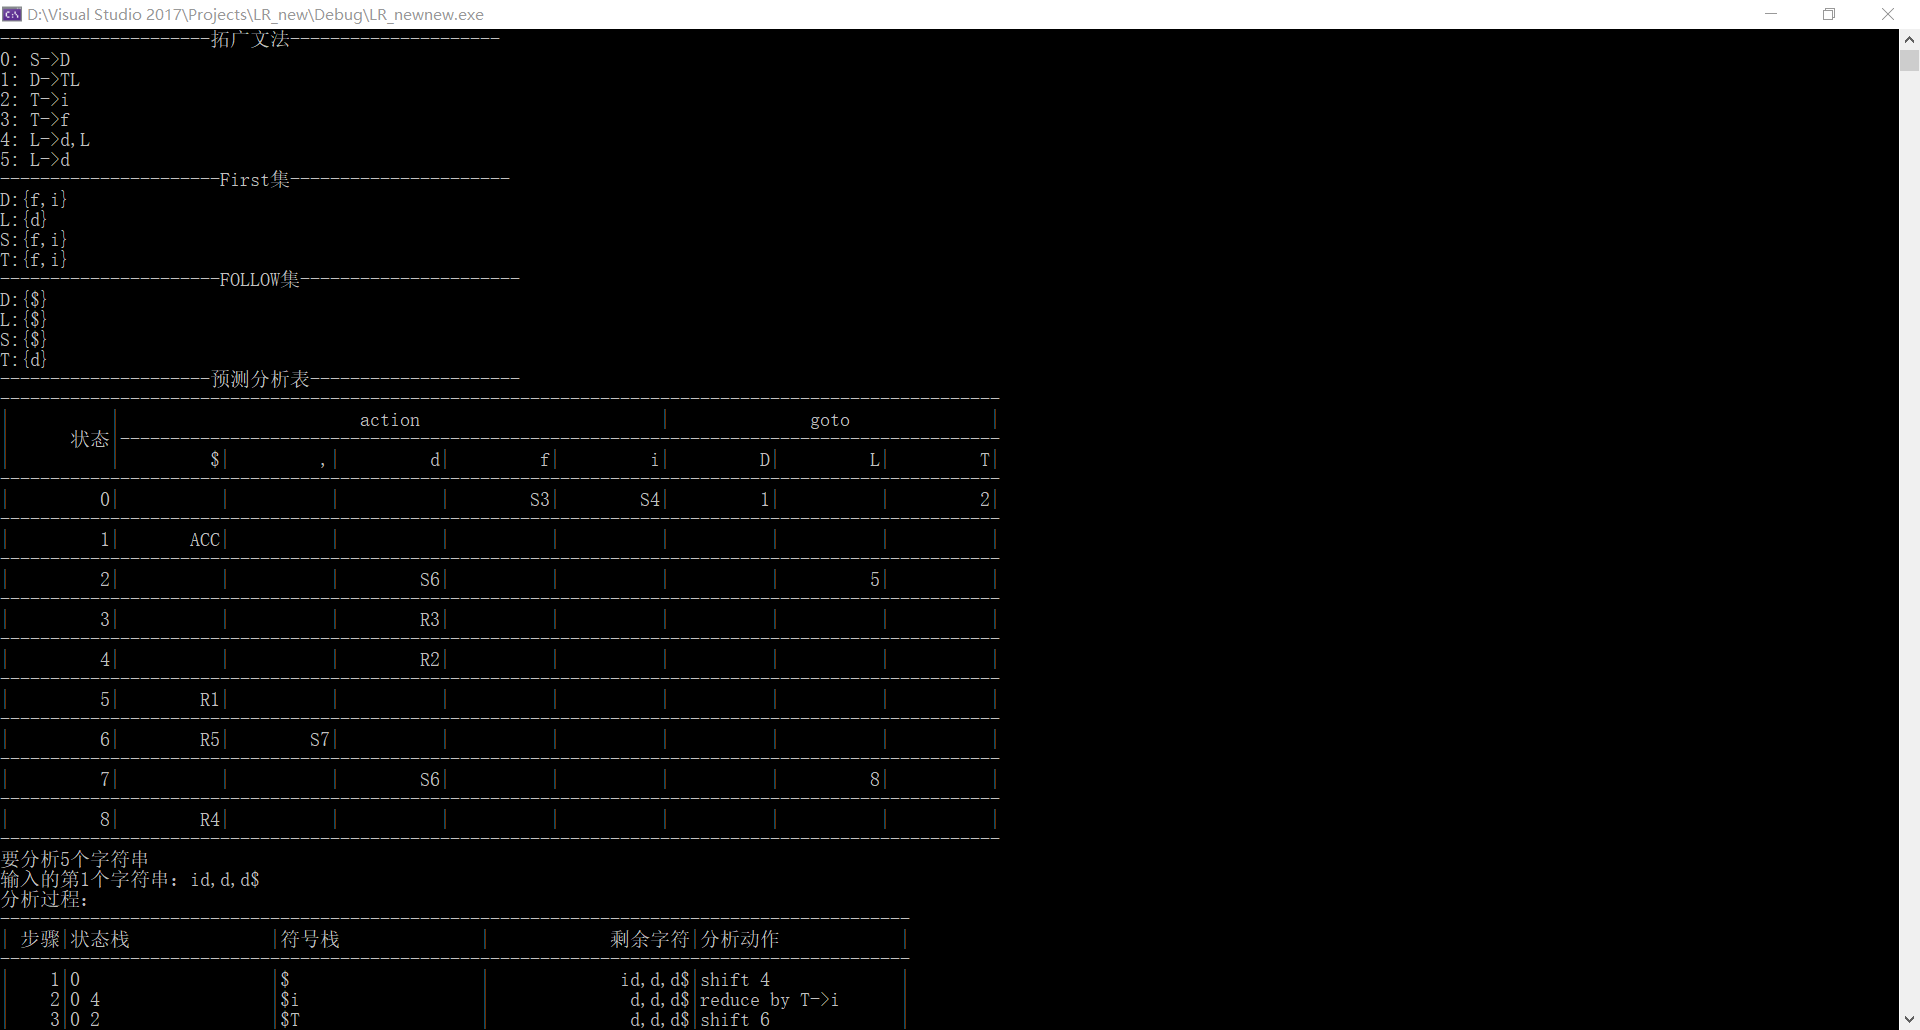 D:\Visual Studio 2017\Projects\LR_new\Debug\LR_newnew.exe
---------------------拓广文法---------------------
0: S->D
1: D->TL
2: T->i
3: T->f
4: L->d,L
5: L->d
----------------------First集----------------------
D:{f,i}
L:{d}
S:{f,i}
T:{f,i}
----------------------FOLLOW集----------------------
D:{$}
L:{$}
S:{$}
T:{d}
---------------------预测分析表---------------------
| | action | goto |
状态
| | $| ,| d| f| i| D| L| T|
| 0| | | | S3| S4| 1| | 2|
| 1| ACC| | | | | | | |
| 2| | | S6| | | | 5| |
| 3| | | R3| | | | | |
| 4| | | R2| | | | | |
| 5| R1| | | | | | | |
| 6| R5| S7| | | | | | |
| 7| | | S6| | | | 8| |
| 8| R4| | | | | | | |
要分析5个字符串
输入的第1个字符串: id,d,d$
分析过程:
| 步骤|状态栈 |符号栈 | 剩余字符|分析动作 |
| 1|0 |$ | id,d,d$|shift 4 |
| 2|0 4 |$i | d,d,d$|reduce by T->i |
| 3|0 2 |$T | d,d,d$|shift 6 |